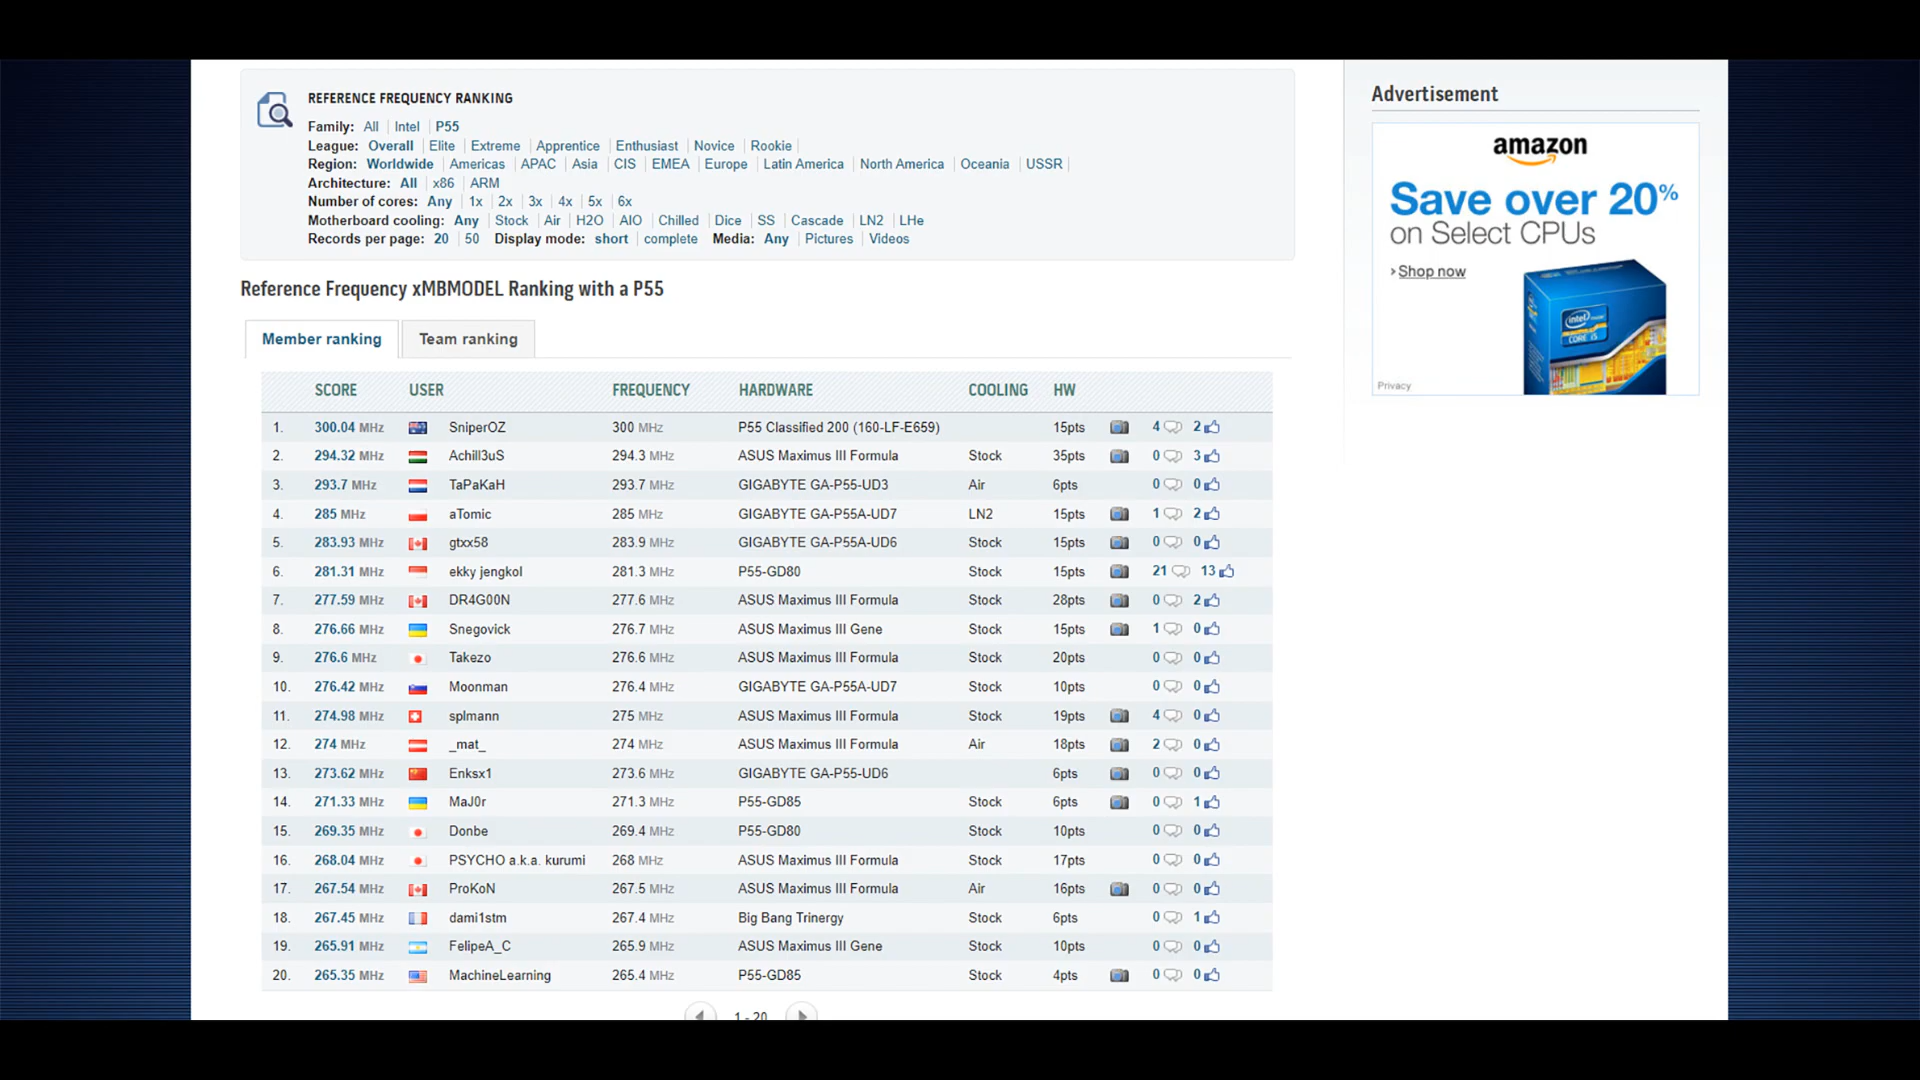 REFERENCE FREQUENCY RANKING
Family: All Intel P55
League: Overall Elite Extreme Apprentice Enthusiast Novice Rookie
Region: Worldwide Americas APAC Asia CIS EMEA Europe Latin America North America Oceania USSR
Architecture: All x86 ARM
Number of cores: Any 1x 2x 3x 4x 5x 6x
Motherboard cooling: Any Stock Air H2O AIO Chilled Dice SS Cascade LN2 LHe
Records per page: 20 50 Display mode: short complete Media: Any Pictures Videos
Reference Frequency xMBMODEL Ranking with a P55
Member ranking Team ranking
SCORE USER FREQUENCY HARDWARE COOLING HW
1. 300.04 MHz SniperOZ 300 MHz P55 Classified 200 (160-LF-E659) 15pts 4 2
2. 294.32 MHz Achill3uS 294.3 MHz ASUS Maximus III Formula Stock 35pts 0 3
3. 293.7 MHz TaPaKaH 293.7 MHz GIGABYTE GA-P55-UD3 Air 6pts 0 0
4. 285 MHz aTomic 285 MHz GIGABYTE GA-P55A-UD7 LN2 15pts 1 2
5. 283.93 MHz gtxx58 283.9 MHz GIGABYTE GA-P55A-UD6 Stock 15pts 0 0
6. 281.31 MHz ekky jengkol 281.3 MHz P55-GD80 Stock 15pts 21 13
7. 277.59 MHz DR4G00N 277.6 MHz ASUS Maximus III Formula Stock 28pts 0 2
8. 276.66 MHz Snegovick 276.7 MHz ASUS Maximus III Gene Stock 15pts 1 0
9. 276.6 MHz Takezo 276.6 MHz ASUS Maximus III Formula Stock 20pts 0 0
10. 276.42 MHz Moonman 276.4 MHz GIGABYTE GA-P55A-UD7 Stock 10pts 0 0
11. 274.98 MHz splmann 275 MHz ASUS Maximus III Formula Stock 19pts 4 0
12. 274 MHz _mat_ 274 MHz ASUS Maximus III Formula Air 18pts 2 0
13. 273.62 MHz Enksx1 273.6 MHz GIGABYTE GA-P55-UD6 6pts 0 0
14. 271.33 MHz MaJ0r 271.3 MHz P55-GD85 Stock 6pts 0 1
15. 269.35 MHz Donbe 269.4 MHz P55-GD80 Stock 10pts 0 0
16. 268.04 MHz PSYCHO a.k.a. kurumi 268 MHz ASUS Maximus III Formula Stock 17pts 0 0
17. 267.54 MHz ProKoN 267.5 MHz ASUS Maximus III Formula Air 16pts 0 0
18. 267.45 MHz dami1stm 267.4 MHz Big Bang Trinergy Stock 6pts 0 1
19. 265.91 MHz FelipeA_C 265.9 MHz ASUS Maximus III Gene Stock 10pts 0 0
20. 265.35 MHz MachineLearning 265.4 MHz P55-GD85 Stock 4pts 0 0
1 - 20
Advertisement
amazon
Save over 20%
on Select CPUs
› Shop now
intel
CORE i5
Privacy